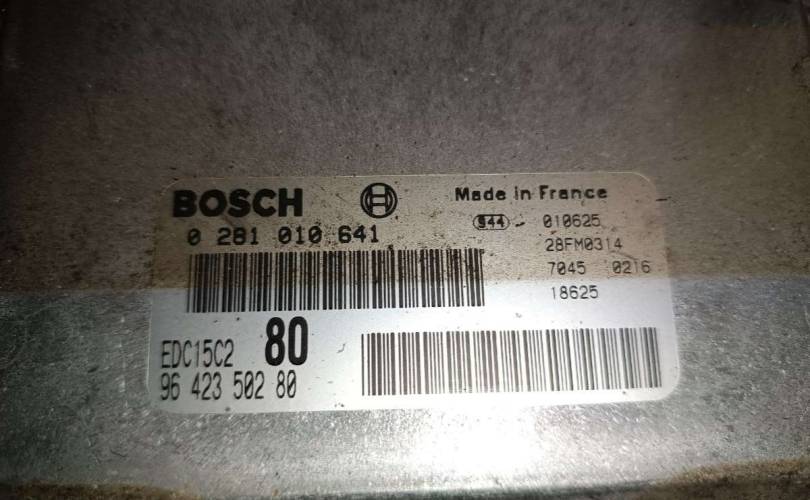 BOSCH
Made in France
0 281 010 641
944 - 010625
28FM0314
7045 0216
18625
EDC15C2 80
96 423 502 80